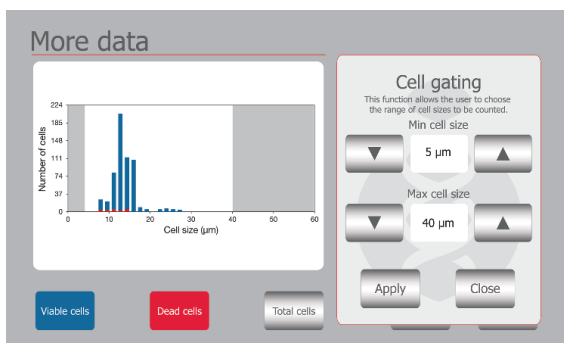 More data
224
185
148
111
74
37
0
0 10 20 30 40 50 60
Number of cells
Cell size (µm)
Viable cells
Dead cells
Total cells
Cell gating
This function allows the user to choose
the range of cell sizes to be counted.
Min cell size
5 µm
Max cell size
40 µm
Apply
Close